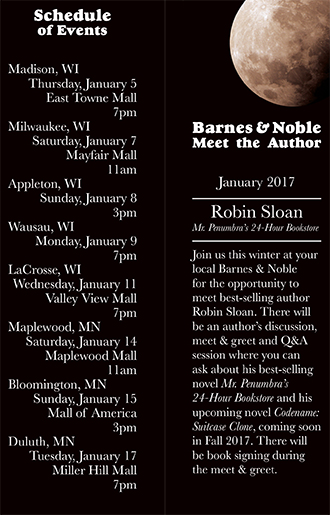 Schedule
of Events
Madison, WI
Thursday, January 5
East Towne Mall
7pm
Milwaukee, WI
Saturday, January 7
Mayfair Mall
11am
Appleton, WI
Sunday, January 8
3pm
Wausau, WI
Monday, January 9
7pm
LaCrosse, WI
Wednesday, January 11
Valley View Mall
7pm
Maplewood, MN
Saturday, January 14
Maplewood Mall
11am
Bloomington, MN
Sunday, January 15
Mall of America
3pm
Duluth, MN
Tuesday, January 17
Miller Hill Mall
7pm
Barnes & Noble
Meet the Author
January 2017
Robin Sloan
Mr. Penumbra's 24-Hour Bookstore
Join us this winter at your
local Barnes & Noble
for the opportunity to
meet best-selling author
Robin Sloan. There will
be an author's discussion,
meet & greet and Q&A
session where you can
ask about his best-selling
novel Mr. Penumbra's
24-Hour Bookstore and his
upcoming novel Codename:
Suitcase Clone, coming soon
in Fall 2017. There will
be book signing during
the meet & greet.